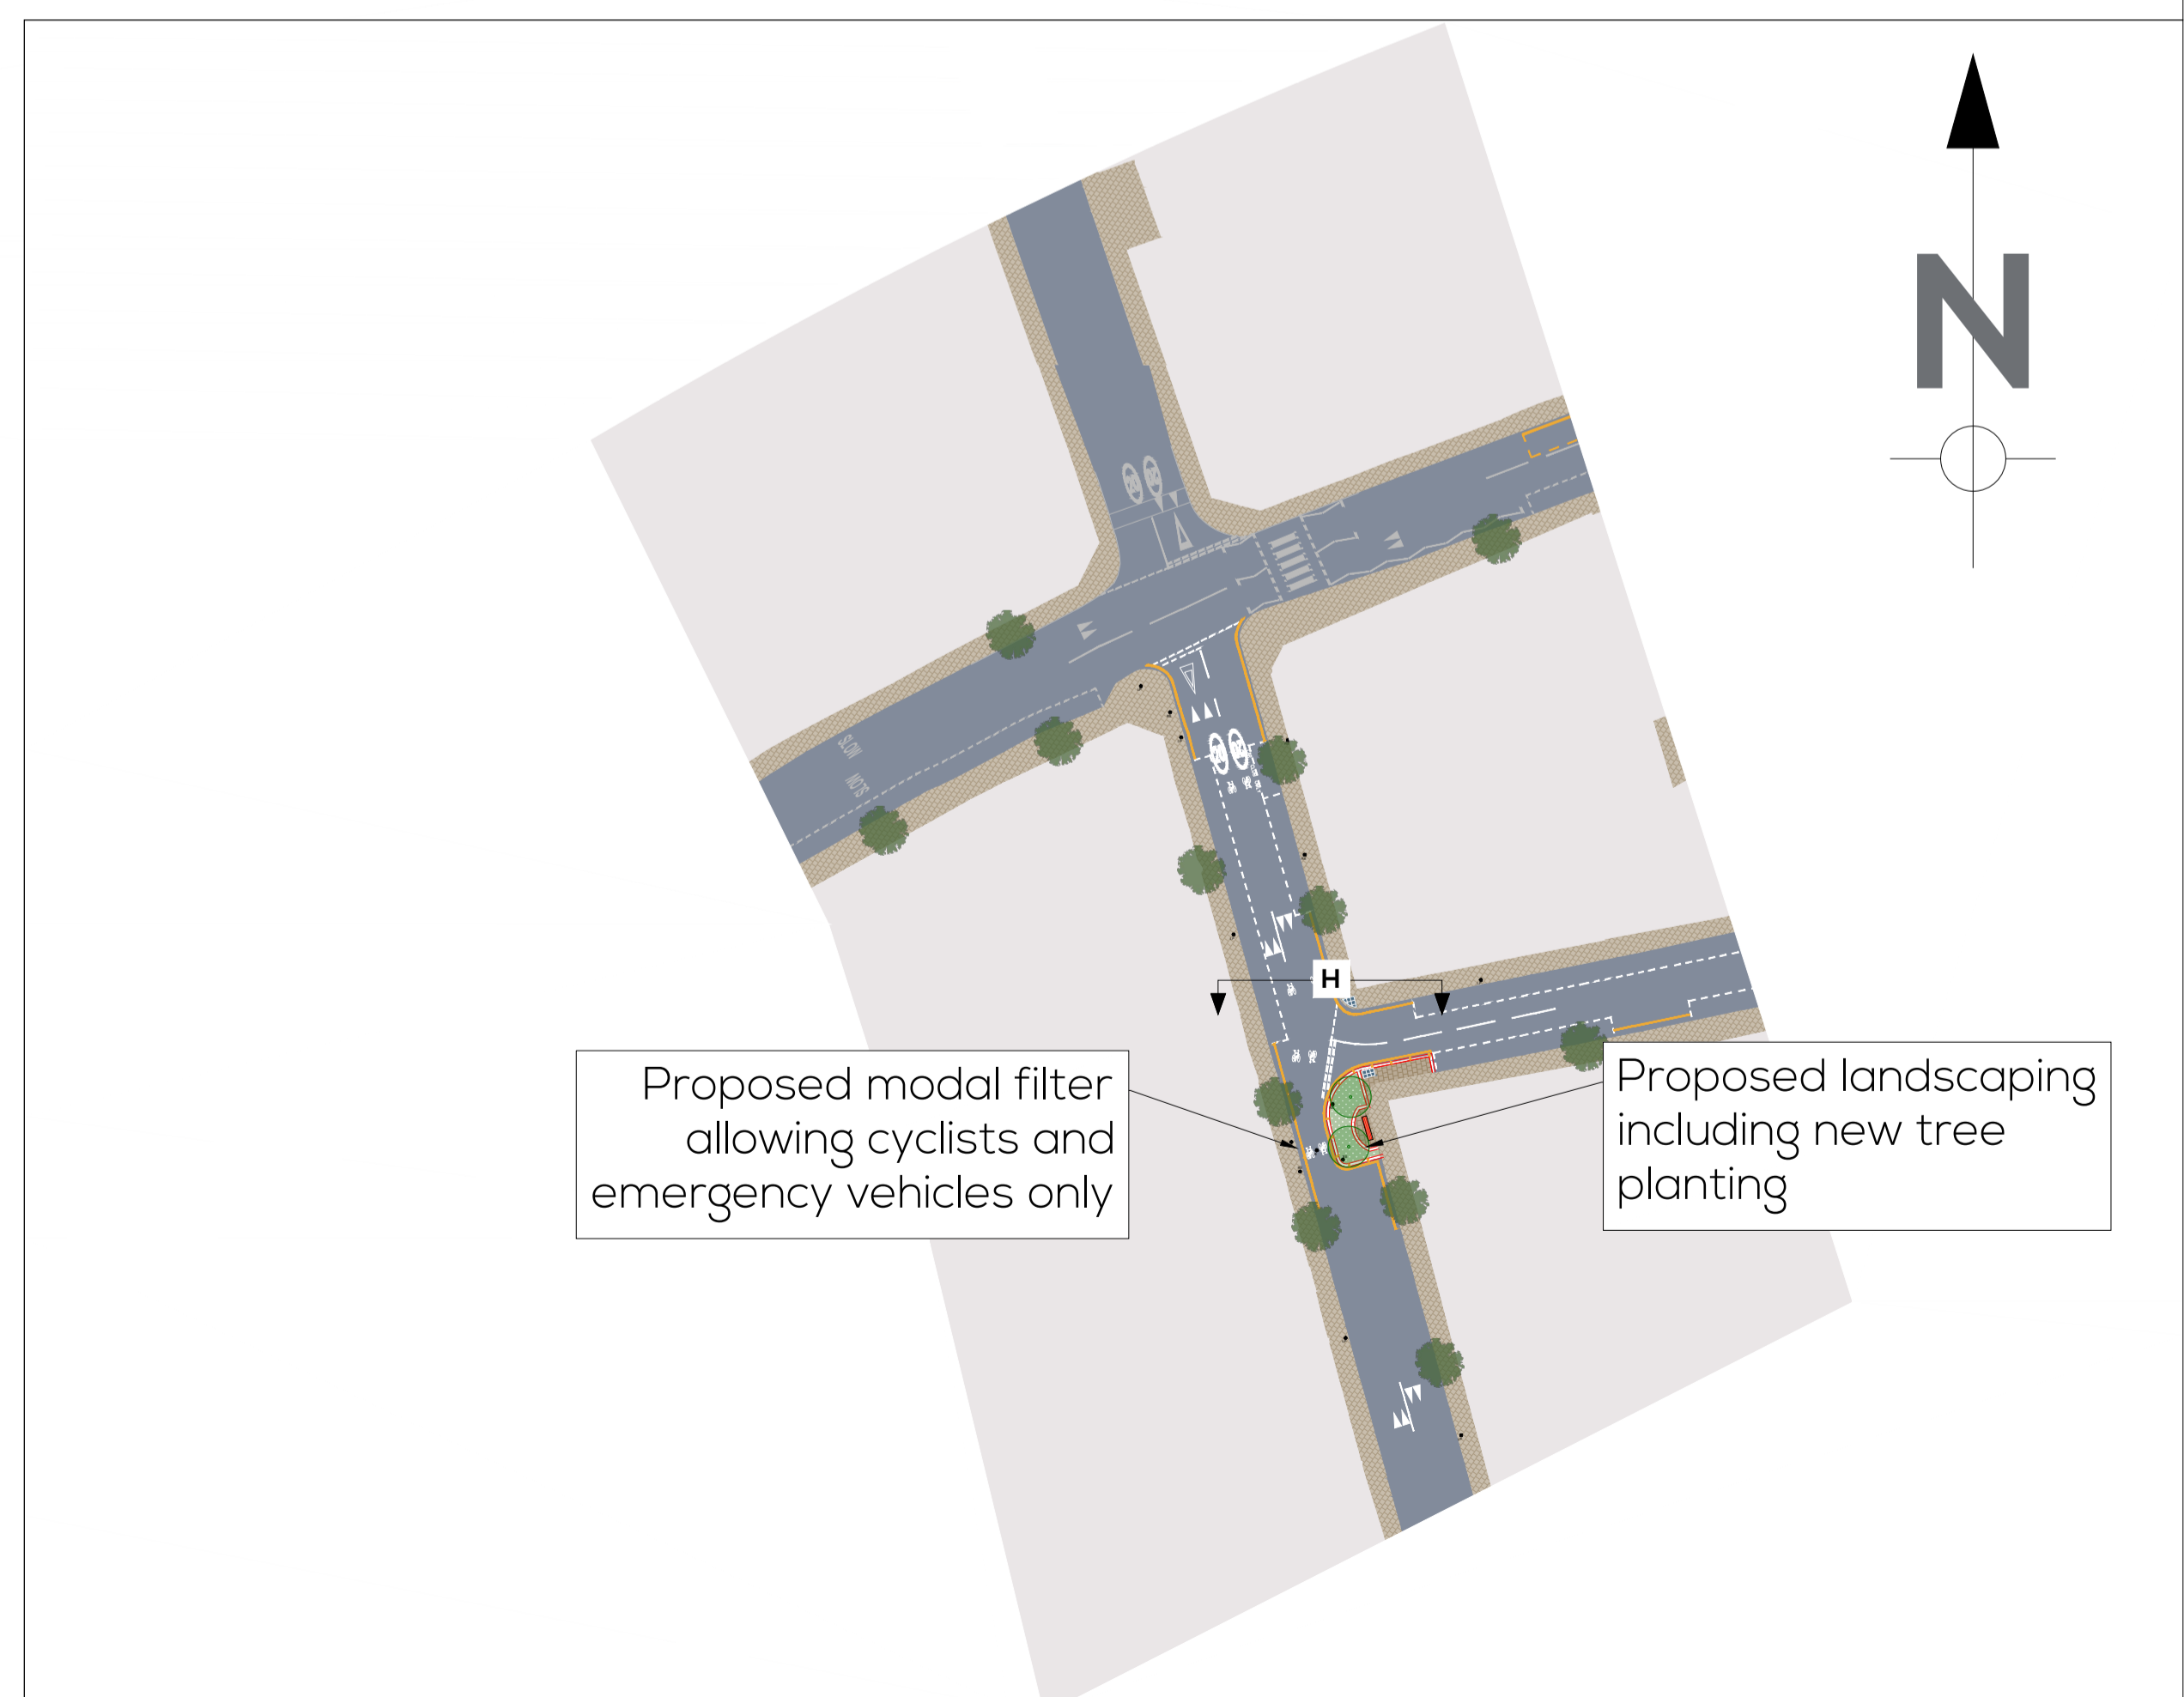 N
SLOW
SLOW
H
Proposed modal filter
allowing cyclists and
emergency vehicles only
Proposed landscaping
including new tree
planting